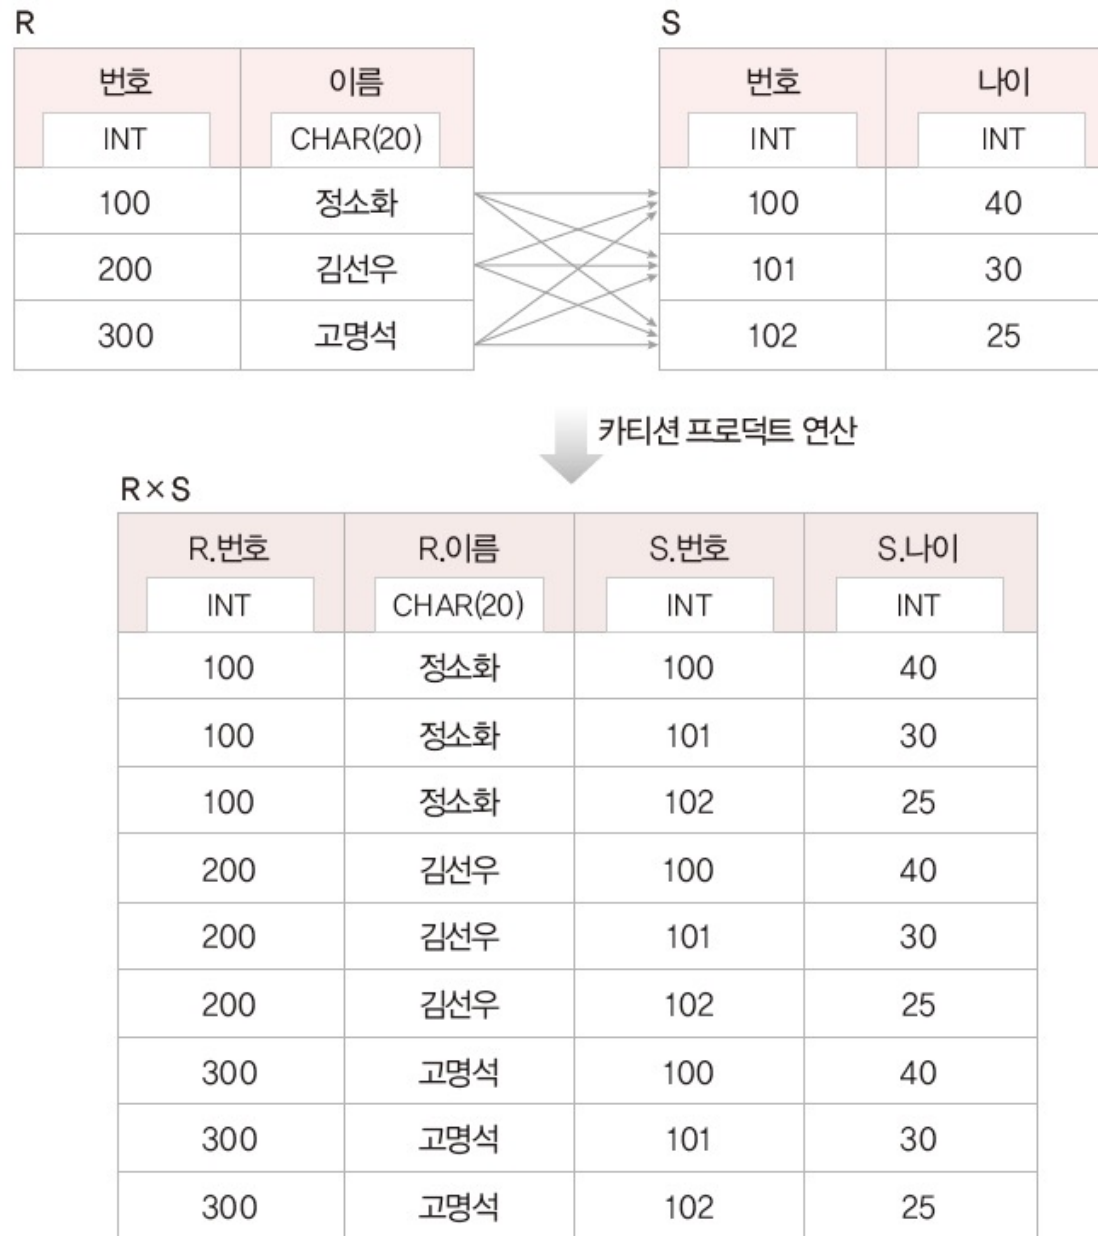 R
S
번호 이름
번호 나이
INT CHAR(20)
INT INT
100 정소화
100 40
200 김선우
101 30
300 고명석
102 25
카티션 프로덕트 연산
R×S
R.번호 R.이름 S.번호 S.나이
INT CHAR(20) INT INT
100 정소화 100 40
100 정소화 101 30
100 정소화 102 25
200 김선우 100 40
200 김선우 101 30
200 김선우 102 25
300 고명석 100 40
300 고명석 101 30
300 고명석 102 25